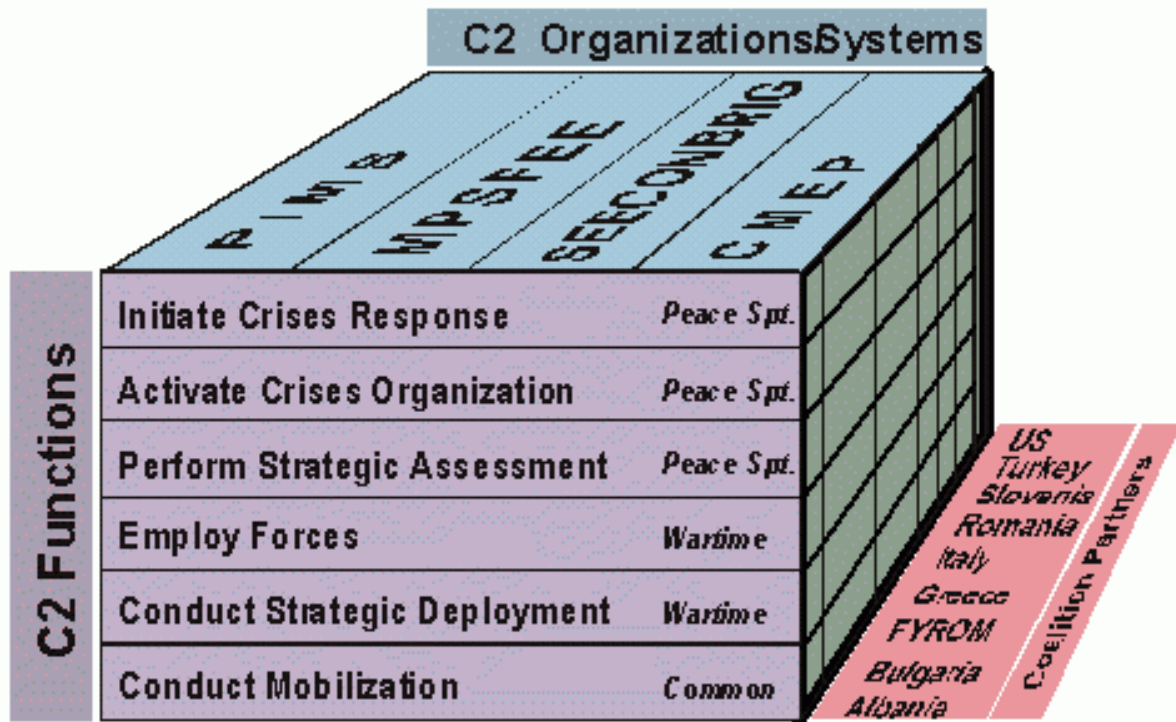 C2 Organizations/Systems
PIMS
MPSFEE
SEECONBRIG
CMEP
C2 Functions
Initiate Crises Response Peace Spt.
Activate Crises Organization Peace Spt.
Perform Strategic Assessment Peace Spt.
Employ Forces Wartime
Conduct Strategic Deployment Wartime
Conduct Mobilization Common
US
Turkey
Slovenia
Romania
Italy
Greece
FYROM
Bulgaria
Albania
Coalition Partners